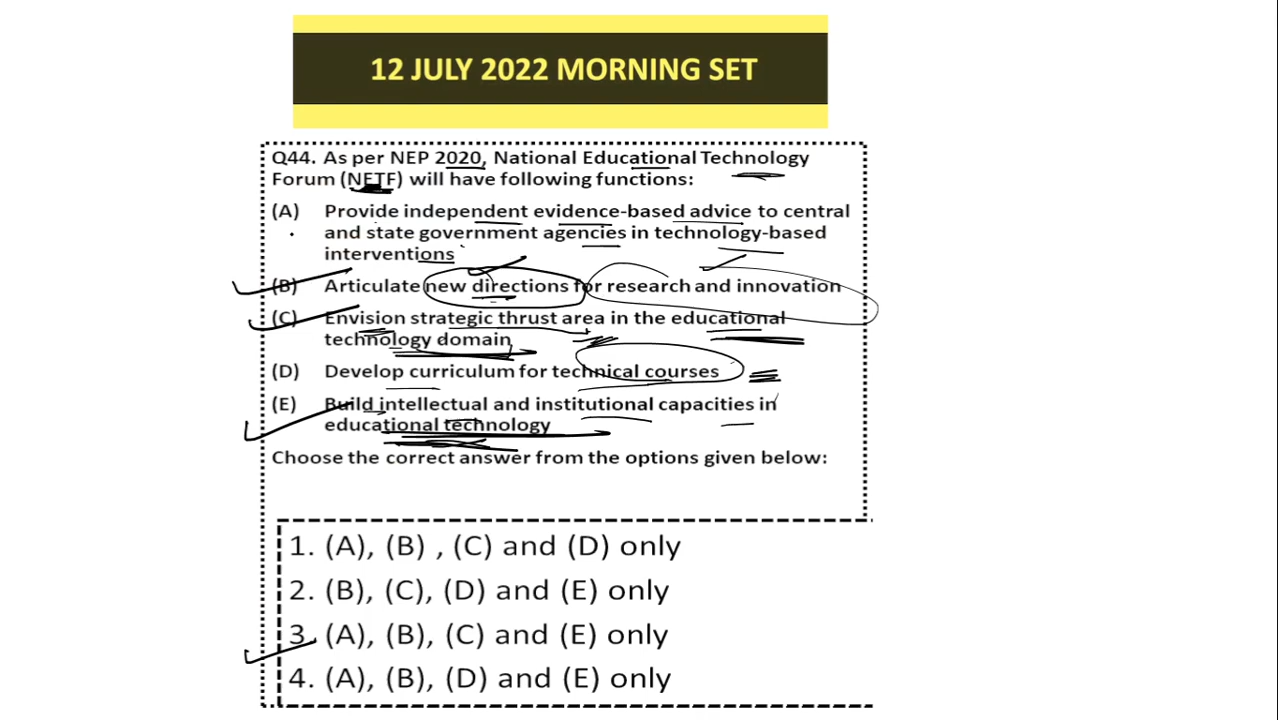 12 JULY 2022 MORNING SET
Q44. As per NEP 2020, National Educational Technology
Forum (NETF) will have following functions:
(A) Provide independent evidence-based advice to central
and state government agencies in technology-based
interventions
(B) Articulate new directions for research and innovation
(C) Envision strategic thrust area in the educational
technology domain
(D) Develop curriculum for technical courses
(E) Build intellectual and institutional capacities in
educational technology
Choose the correct answer from the options given below:
1. (A), (B) , (C) and (D) only
2. (B), (C), (D) and (E) only
3. (A), (B), (C) and (E) only
4. (A), (B), (D) and (E) only